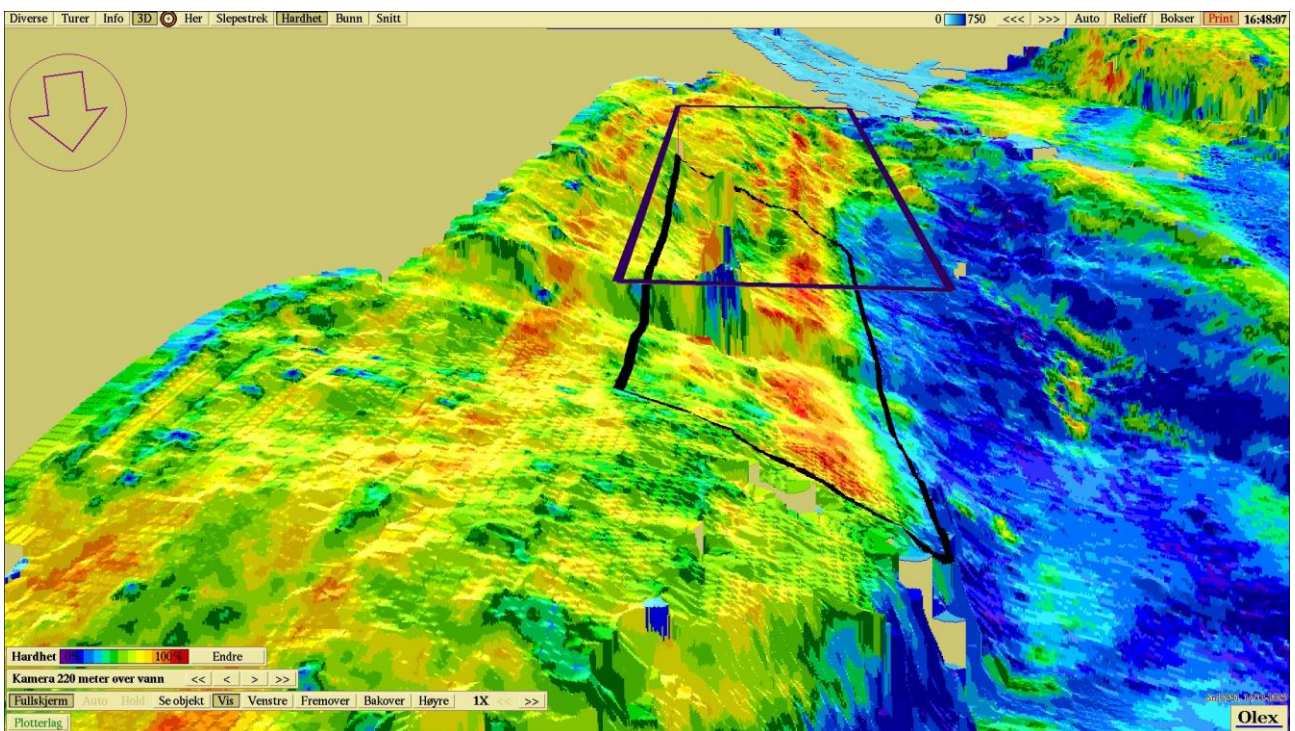 Diverse Turer Info 3D Her Slepestrek Hardhet Bunn Snitt 0 750 <<< >>> Auto Relieff Bokser Print 16:48:07
Hardhet 0% 100% Endre
Kamera 220 meter over vann << < > >>
Fullskjerm Auto Hold Se objekt Vis Venstre Fremover Bakover Høyre 1X << >>
Plotterlag
Olex